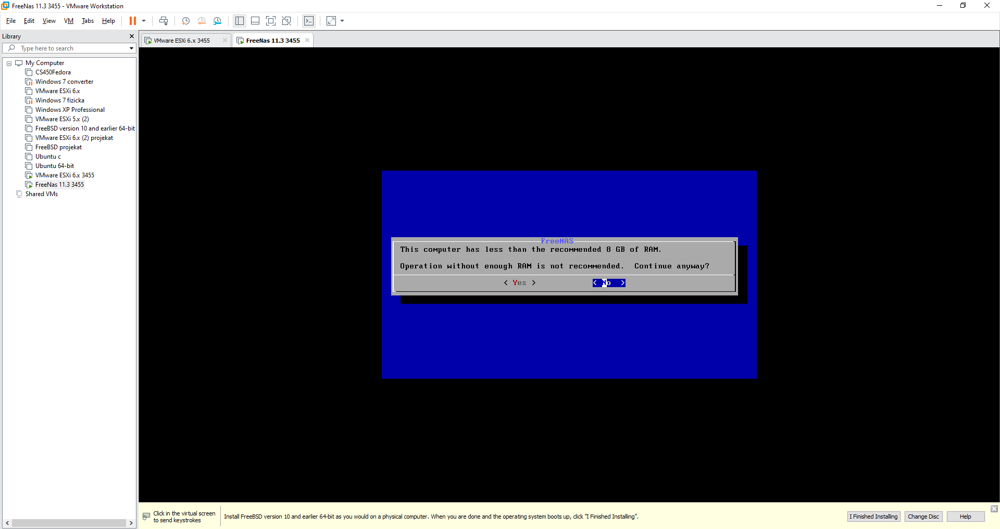 FreeNas 11.3 3455 - VMware Workstation
File Edit View VM Tabs Help
Library
Type here to search
My Computer
CS450Fedora
Windows 7 converter
VMware ESXi 6.x
Windows 7 fizicka
Windows XP Professional
VMware ESXi 5.x (2)
FreeBSD version 10 and earlier 64-bit
VMware ESXi 6.x (2) projekat
FreeBSD projekat
Ubuntu c
Ubuntu 64-bit
VMware ESXi 6.x 3455
FreeNas 11.3 3455
Shared VMs
VMware ESXi 6.x 3455
FreeNas 11.3 3455
FreeNAS
This computer has less than the recommended 8 GB of RAM.
Operation without enough RAM is not recommended. Continue anyway?
< Yes > < No >
Click in the virtual screen
to send keystrokes
Install FreeBSD version 10 and earlier 64-bit as you would on a physical computer. When you are done and the operating system boots up, click "I Finished Installing".
I Finished Installing
Change Disc
Help